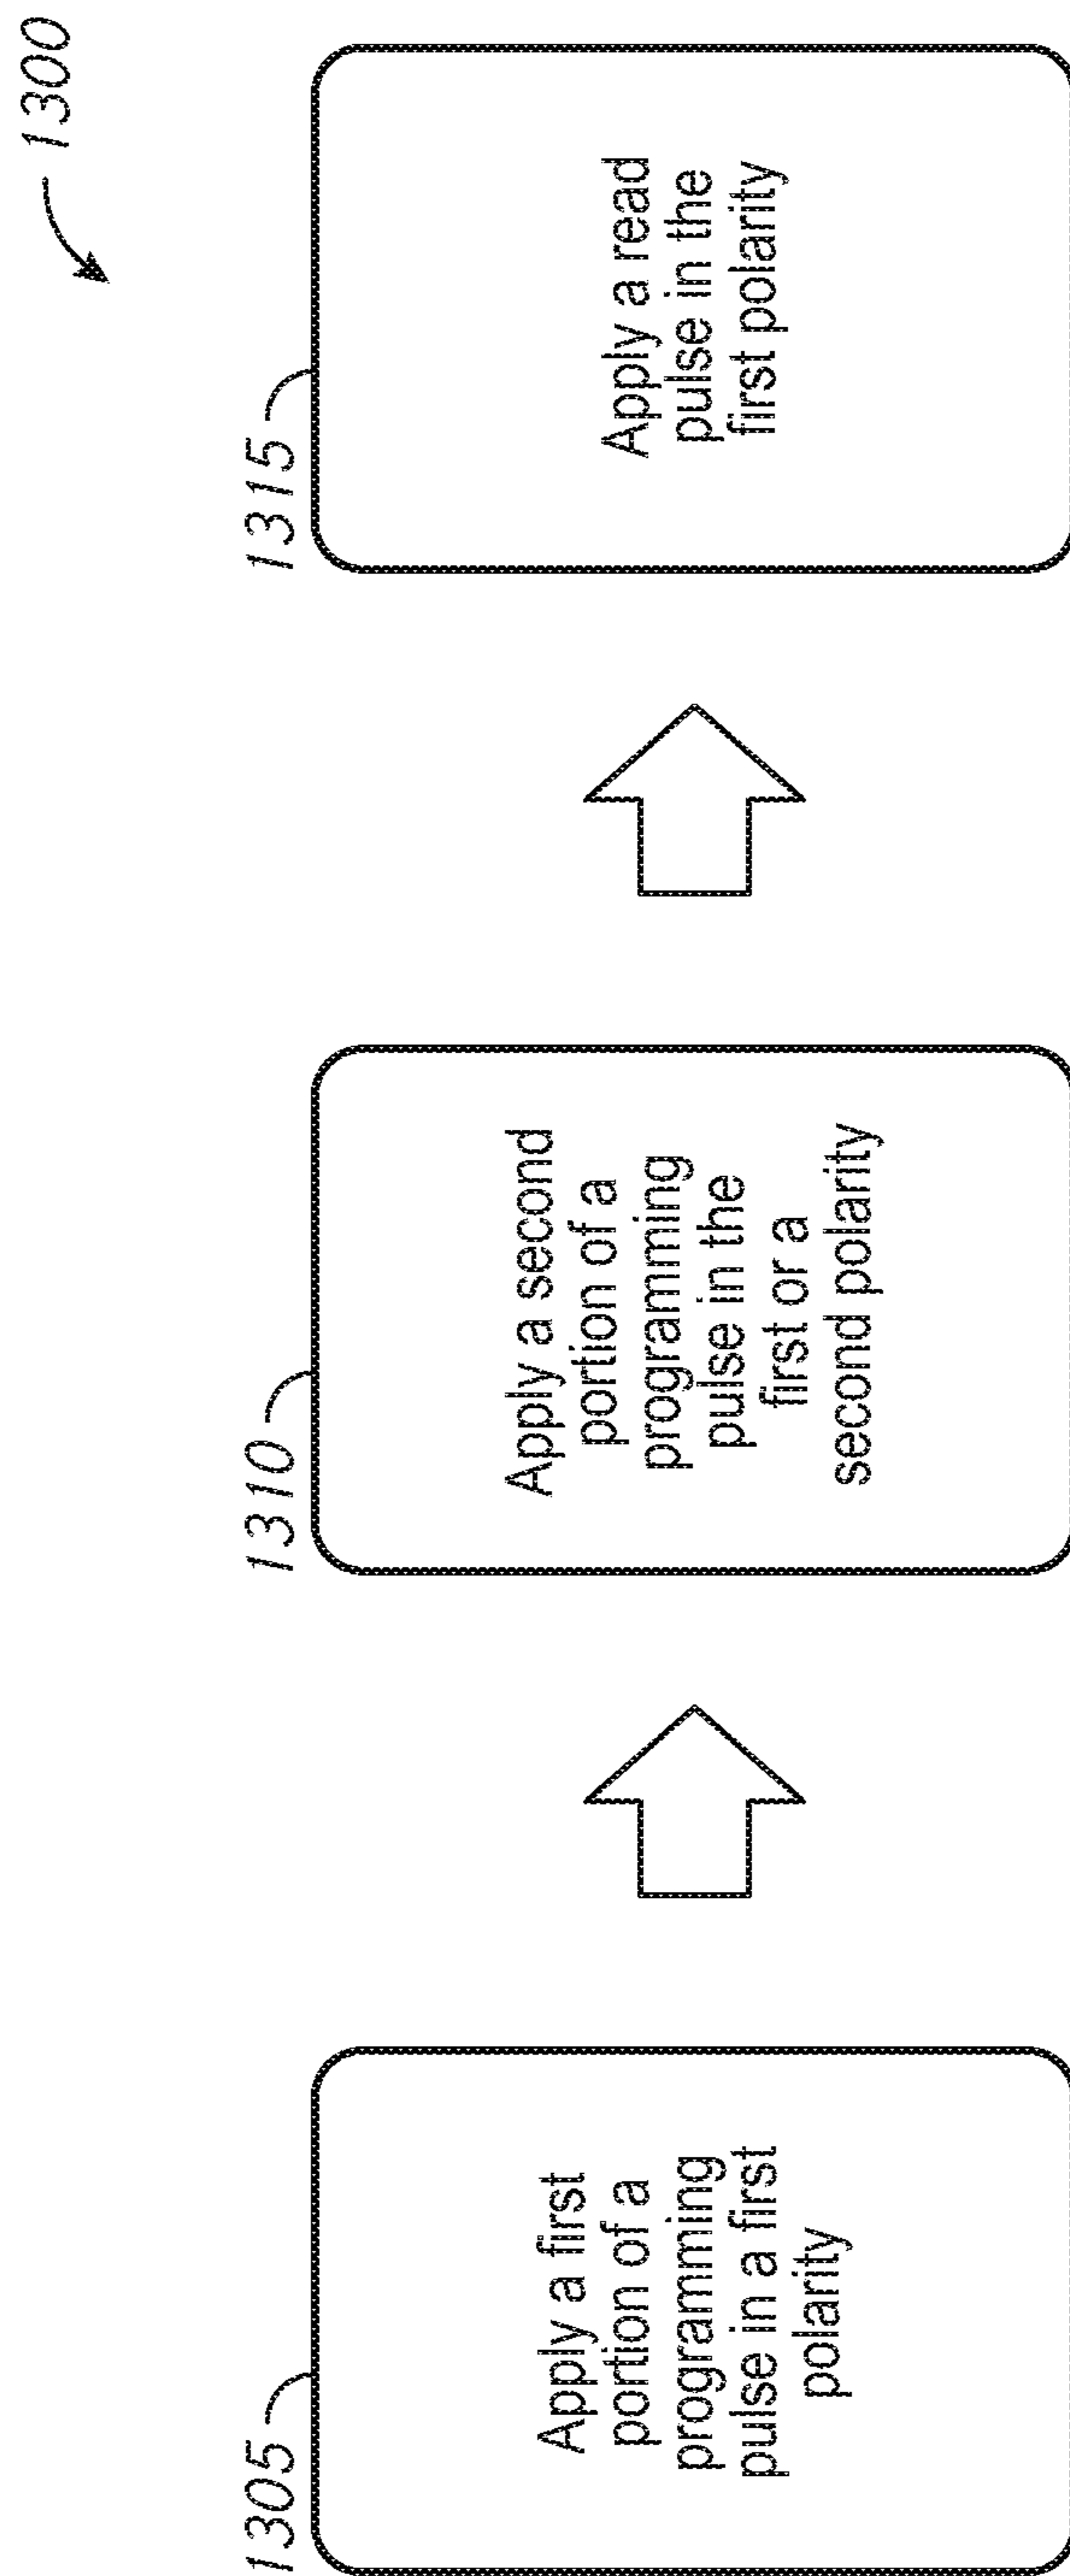 1300
1305
Apply a first
portion of a
programming
pulse in a first
polarity
1310
Apply a second
portion of a
programming
pulse in the
first or a
second polarity
1315
Apply a read
pulse in the
first polarity